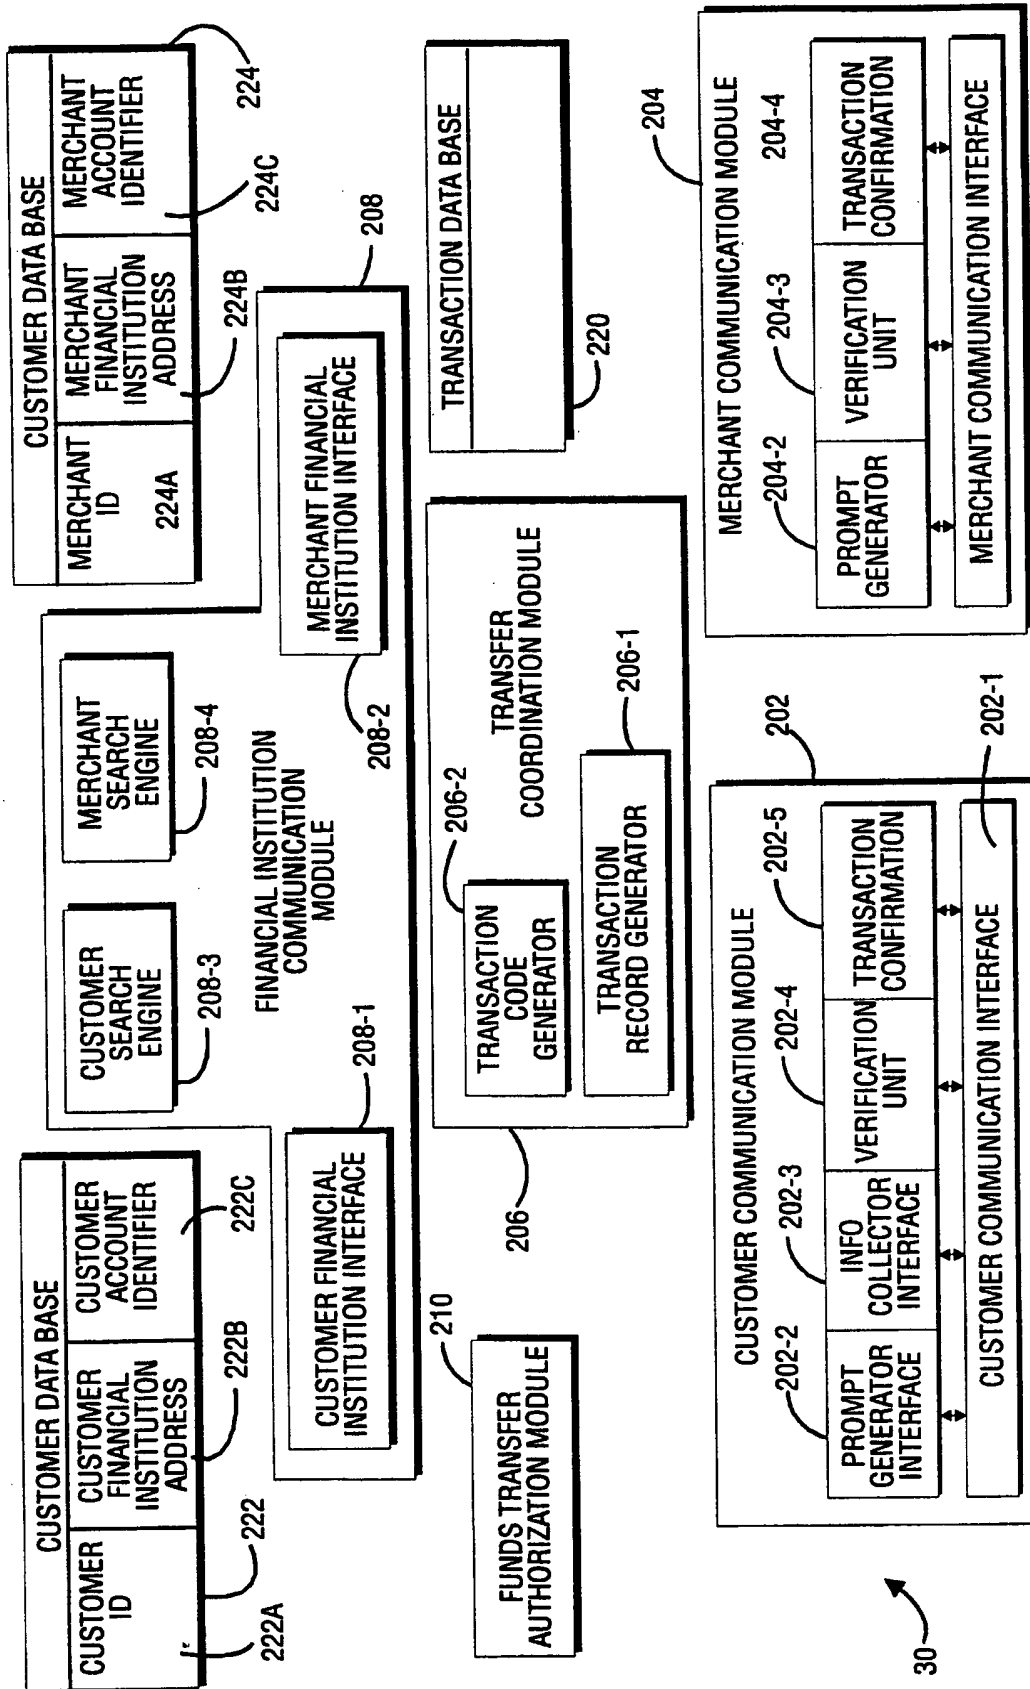 CUSTOMER DATA BASE
CUSTOMER
ID
222A
CUSTOMER
FINANCIAL
INSTITUTION
ADDRESS
222B
CUSTOMER
ACCOUNT
IDENTIFIER
222C
222
CUSTOMER
SEARCH
ENGINE
208-3
MERCHANT
SEARCH
ENGINE
208-4
FINANCIAL INSTITUTION
COMMUNICATION
MODULE
CUSTOMER FINANCIAL
INSTITUTION INTERFACE
208-1
MERCHANT FINANCIAL
INSTITUTION INTERFACE
208-2
208
CUSTOMER DATA BASE
MERCHANT
ID
224A
MERCHANT
FINANCIAL
INSTITUTION
ADDRESS
224B
MERCHANT
ACCOUNT
IDENTIFIER
224C
224
FUNDS TRANSFER
AUTHORIZATION MODULE
210
TRANSACTION
CODE
GENERATOR
206-2
TRANSFER
COORDINATION MODULE
TRANSACTION
RECORD GENERATOR
206-1
206
TRANSACTION DATA BASE
220
CUSTOMER COMMUNICATION MODULE
202
202-2
202-3
202-4
202-5
PROMPT
GENERATOR
INTERFACE
INFO
COLLECTOR
INTERFACE
VERIFICATION
UNIT
TRANSACTION
CONFIRMATION
CUSTOMER COMMUNICATION INTERFACE
202-1
MERCHANT COMMUNICATION MODULE
204
204-2
204-3
204-4
PROMPT
GENERATOR
VERIFICATION
UNIT
TRANSACTION
CONFIRMATION
MERCHANT COMMUNICATION INTERFACE
30